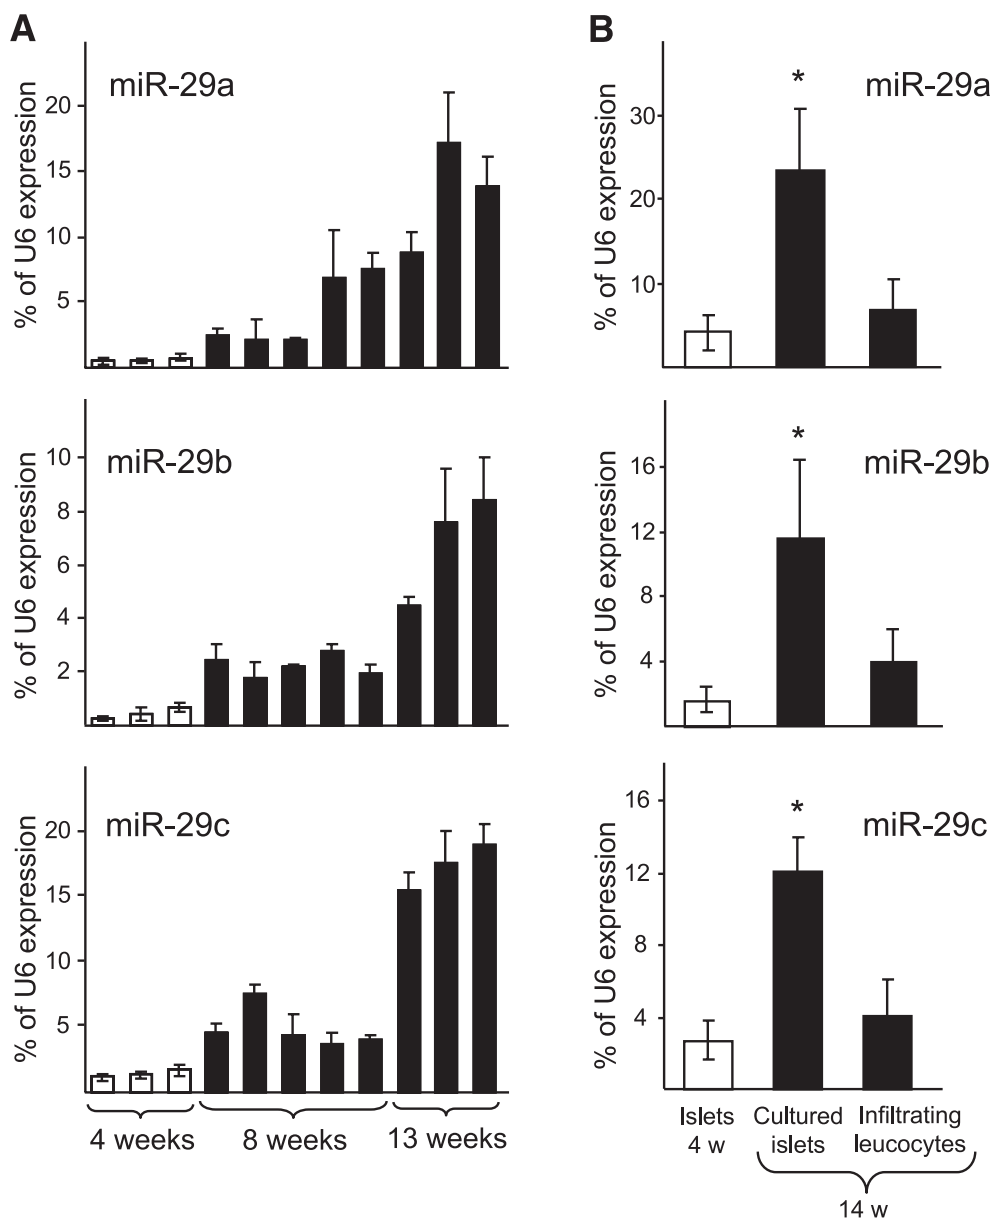 A
miR-29a
% of U6 expression
20
15
10
5
miR-29b
% of U6 expression
10
8
6
4
2
miR-29c
% of U6 expression
20
15
10
5
4 weeks
8 weeks
13 weeks
B
miR-29a
% of U6 expression
30
20
10
*
miR-29b
% of U6 expression
16
12
8
4
*
miR-29c
% of U6 expression
16
12
8
4
*
Islets
4 w
Cultured
islets
Infiltrating
leucocytes
14 w